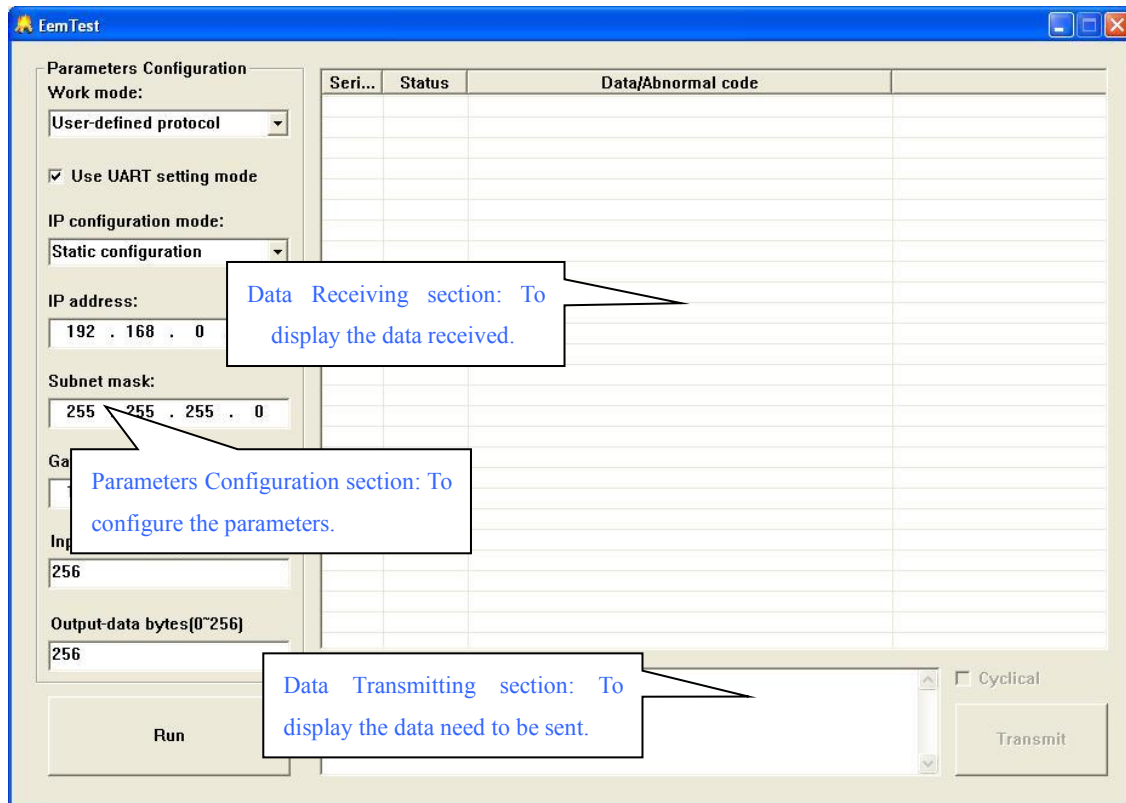 EemTest
Parameters Configuration
Work mode:
User-defined protocol
Use UART setting mode
IP configuration mode:
Static configuration
IP address:
192 . 168 . 0
Subnet mask:
255 . 255 . 255 . 0
Output-data bytes(0~256)
256
256
Run
Seri... Status Data/Abnormal code
Data Receiving section: To
display the data received.
Parameters Configuration section: To
configure the parameters.
Data Transmitting section: To
display the data need to be sent.
Cyclical
Transmit